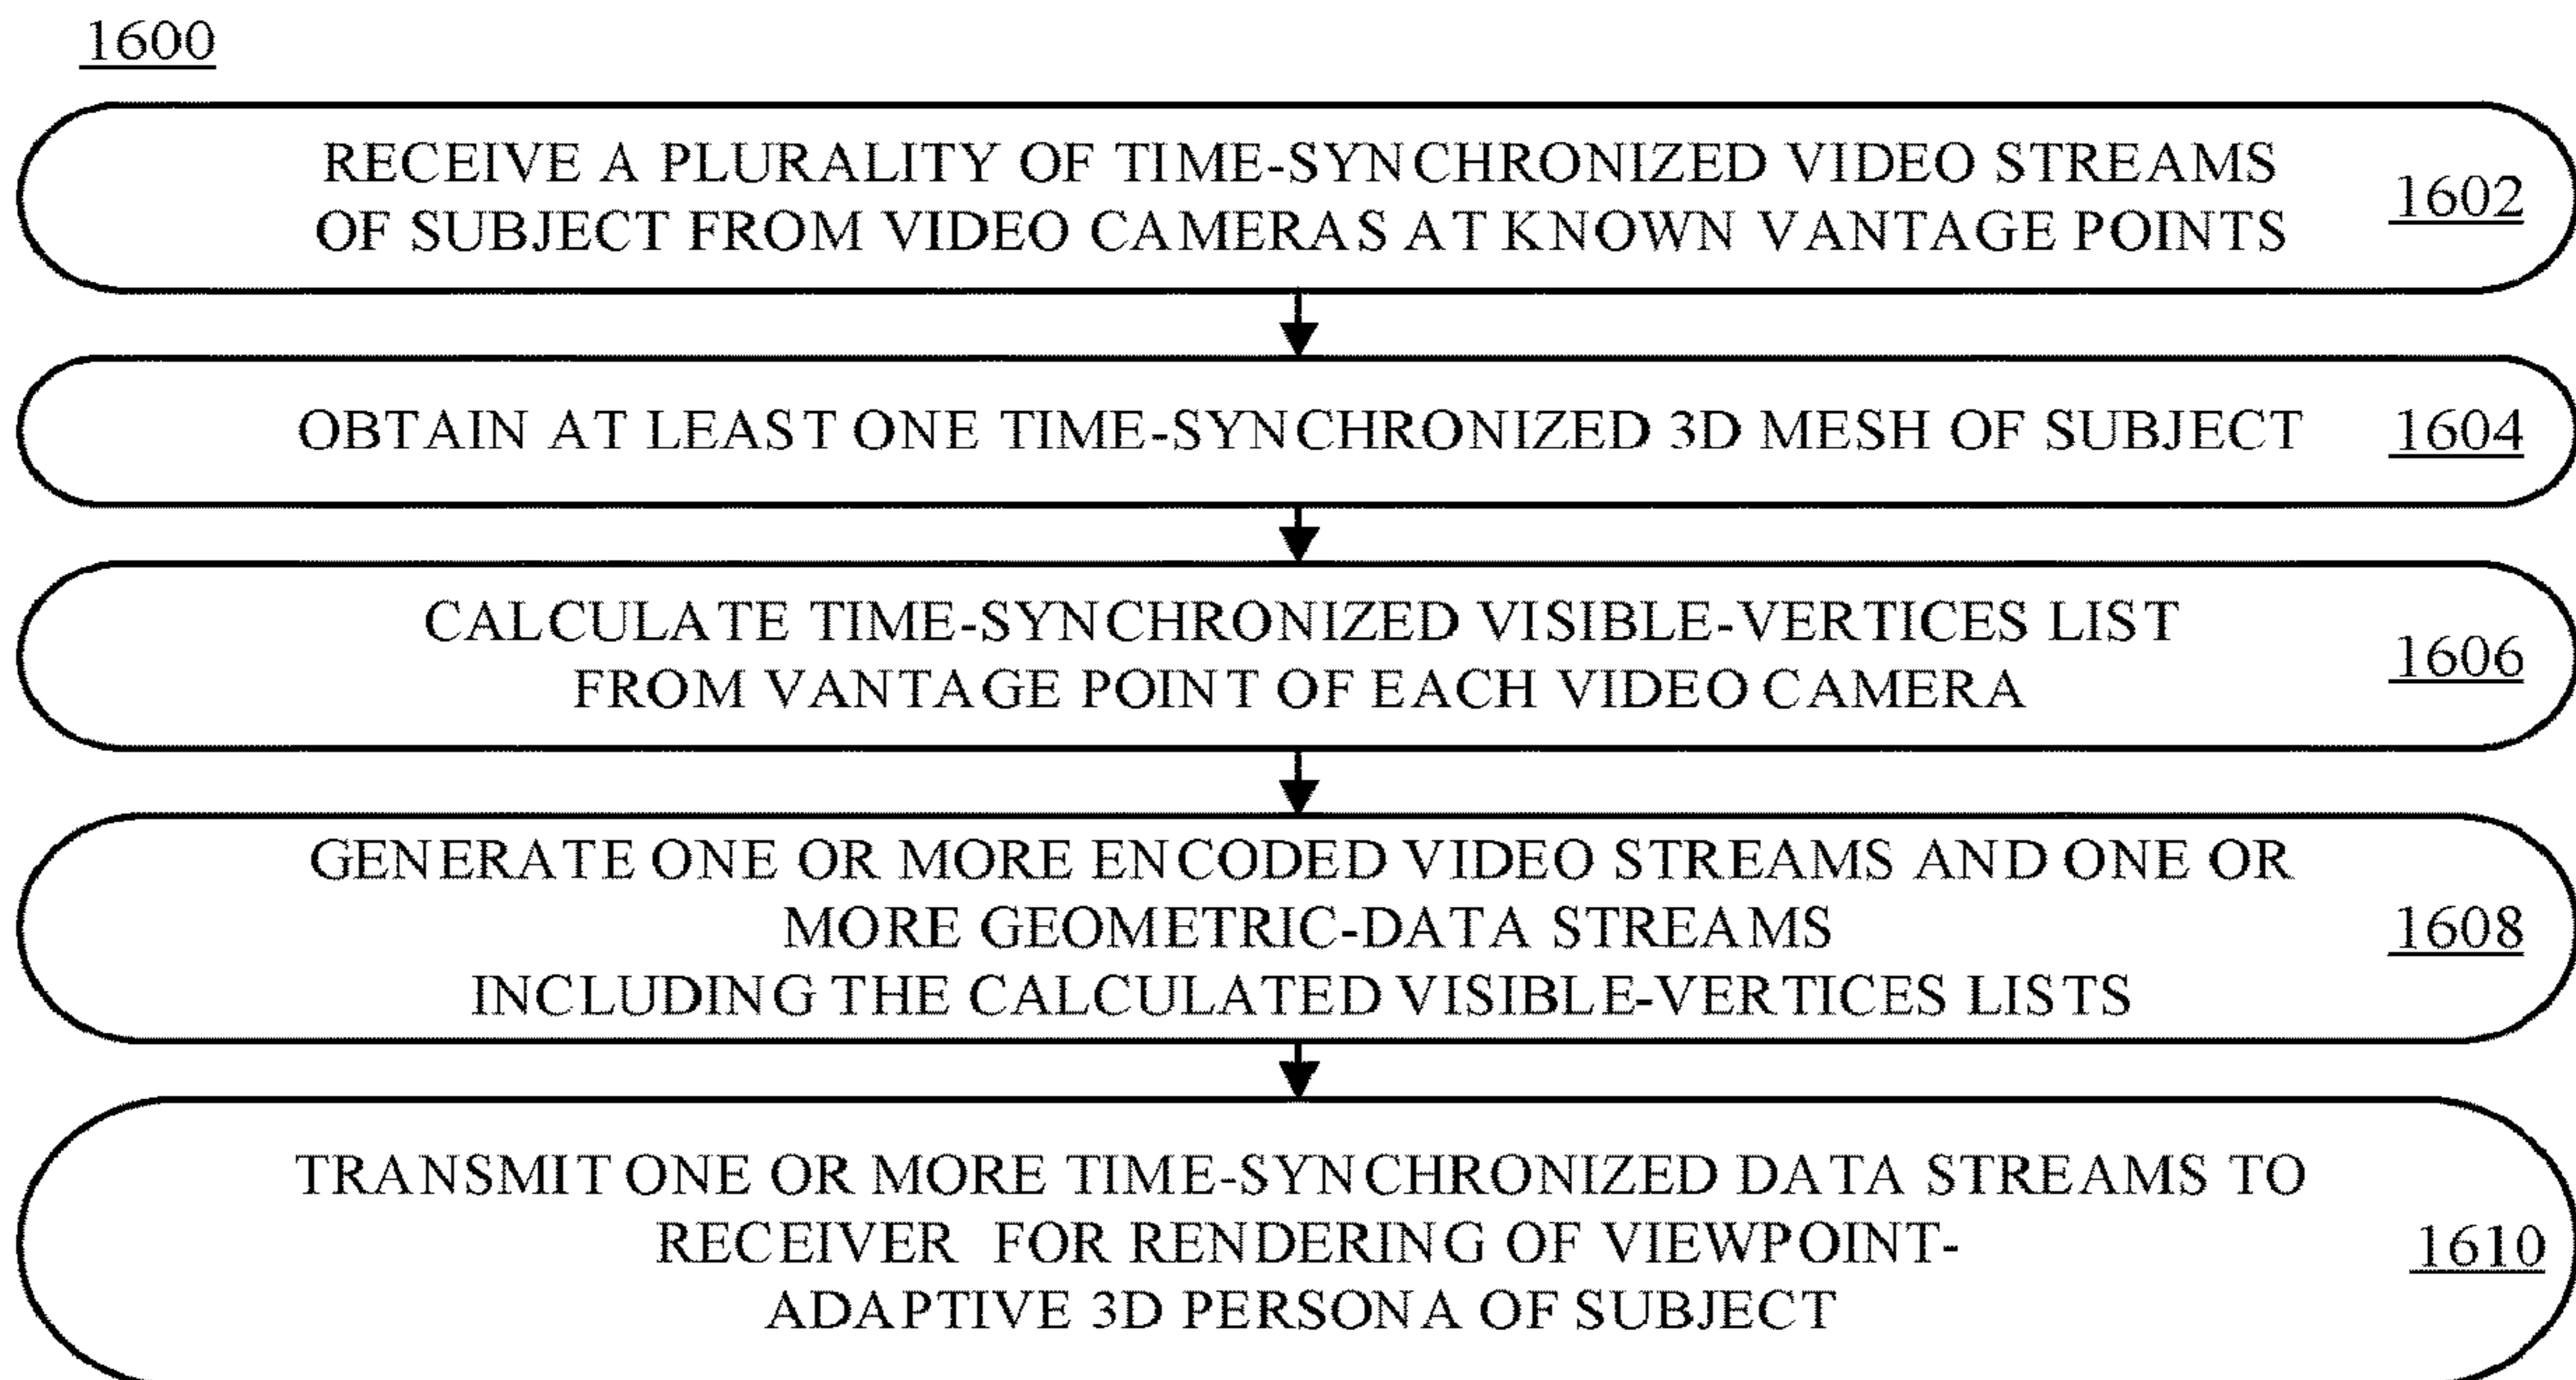 1600
RECEIVE A PLURALITY OF TIME-SYNCHRONIZED VIDEO STREAMS
OF SUBJECT FROM VIDEO CAMERAS AT KNOWN VANTAGE POINTS
1602
OBTAIN AT LEAST ONE TIME-SYNCHRONIZED 3D MESH OF SUBJECT
1604
CALCULATE TIME-SYNCHRONIZED VISIBLE-VERTICES LIST
FROM VANTAGE POINT OF EACH VIDEO CAMERA
1606
GENERATE ONE OR MORE ENCODED VIDEO STREAMS AND ONE OR
MORE GEOMETRIC-DATA STREAMS
INCLUDING THE CALCULATED VISIBLE-VERTICES LISTS
1608
TRANSMIT ONE OR MORE TIME-SYNCHRONIZED DATA STREAMS TO
RECEIVER FOR RENDERING OF VIEWPOINT-
ADAPTIVE 3D PERSONA OF SUBJECT
1610